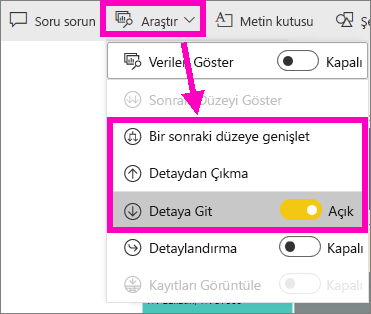 Soru sorun Araştır Metin kutusu
Verileri Göster Kapalı
Sonraki Düzeyi Göster
Bir sonraki düzeye genişlet
Detaydan Çıkma
Detaya Git Açık
Detaylandırma Kapalı
Kayıtları Görüntüle Kapalı